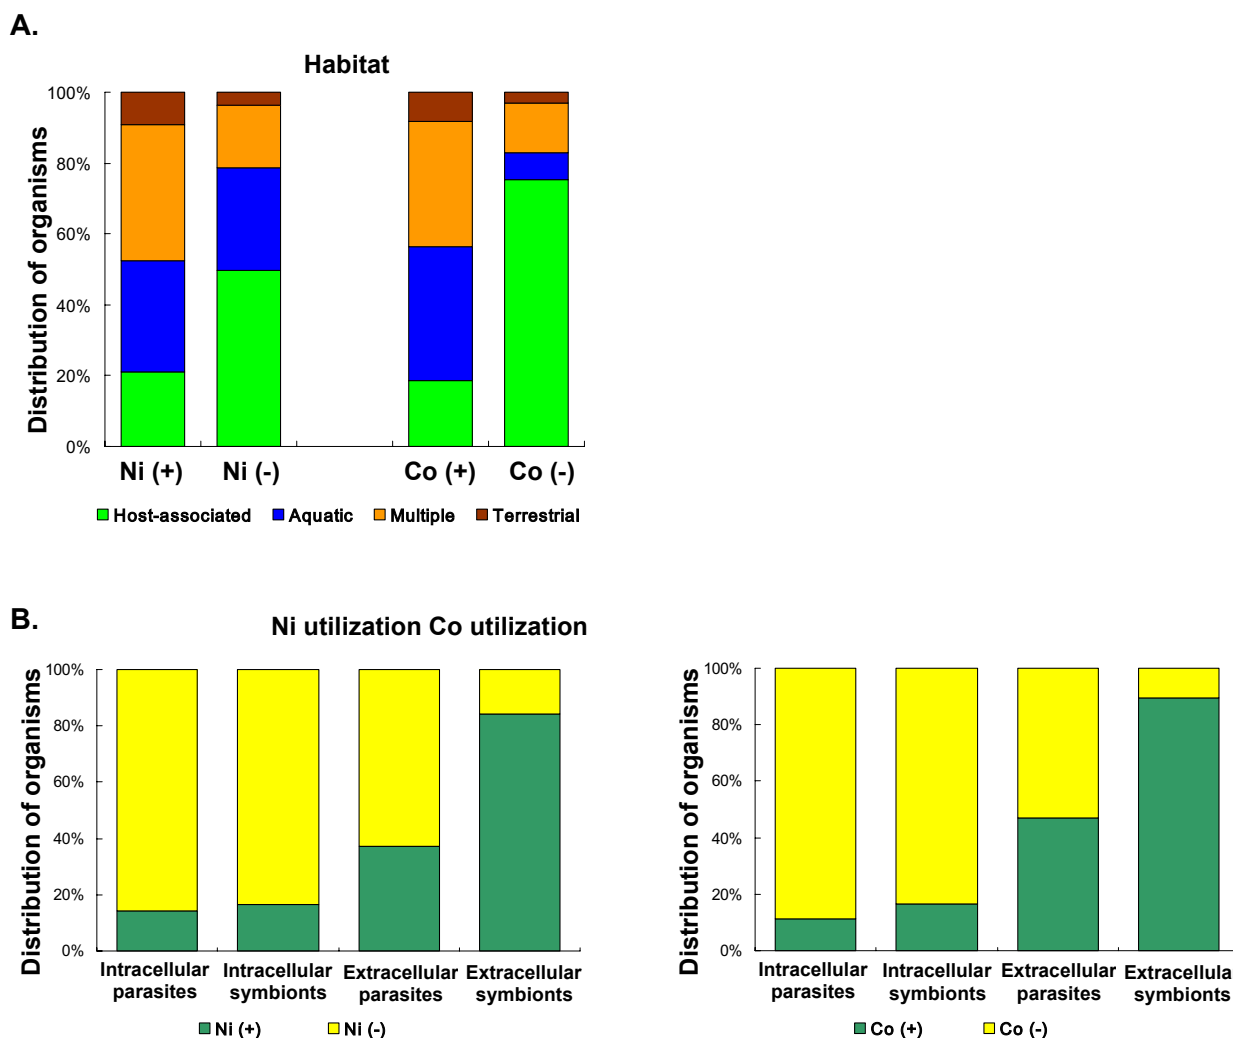 A.
Habitat
Distribution of organisms
100%
80%
60%
40%
20%
0%
Ni (+) Ni (-) Co (+) Co (-)
Host-associated Aquatic Multiple Terrestrial
B.
Ni utilization Co utilization
Distribution of organisms
100%
80%
60%
40%
20%
0%
Intracellular parasites Intracellular symbionts Extracellular parasites Extracellular symbionts
Ni (+) Ni (-)
Distribution of organisms
100%
80%
60%
40%
20%
0%
Intracellular parasites Intracellular symbionts Extracellular parasites Extracellula symbionts
Co (+) Co (-)